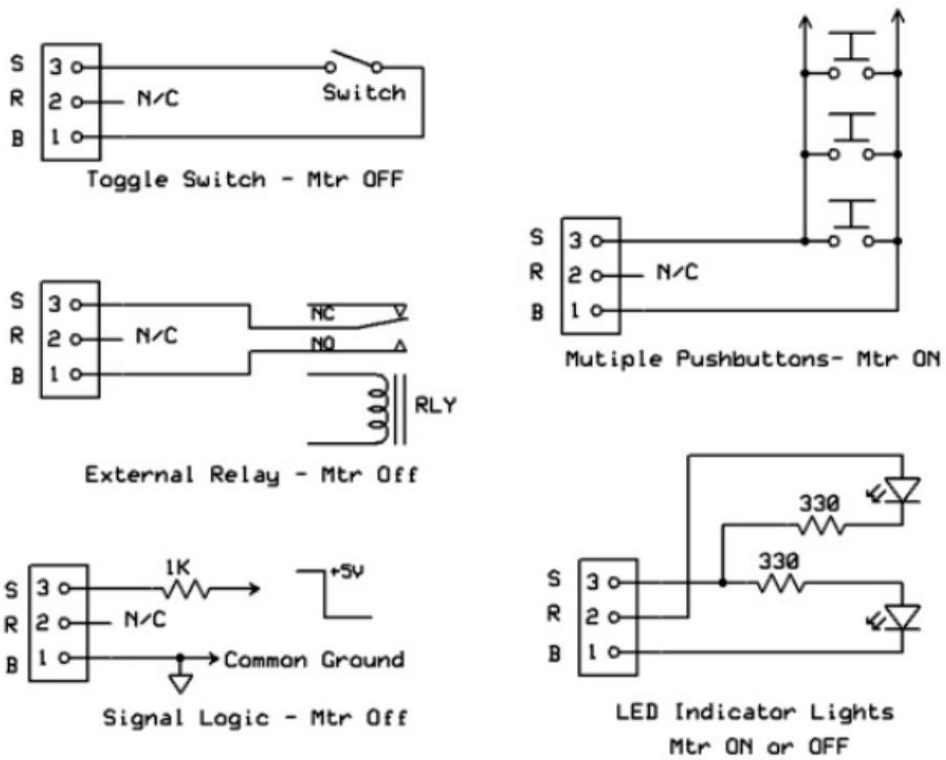 S 3 Switch
R 2 N/C
B 1
Toggle Switch - Mtr OFF
S 3 NC
R 2 N/C
NO
B 1
RLY
External Relay - Mtr Off
1K
S 3 +5V
R 2 N/C
B 1 Common Ground
Signal Logic - Mtr Off
S 3
R 2 N/C
B 1
Mutiple Pushbuttons- Mtr ON
330
330
S 3
R 2
B 1
LED Indicator Lights
Mtr ON or OFF